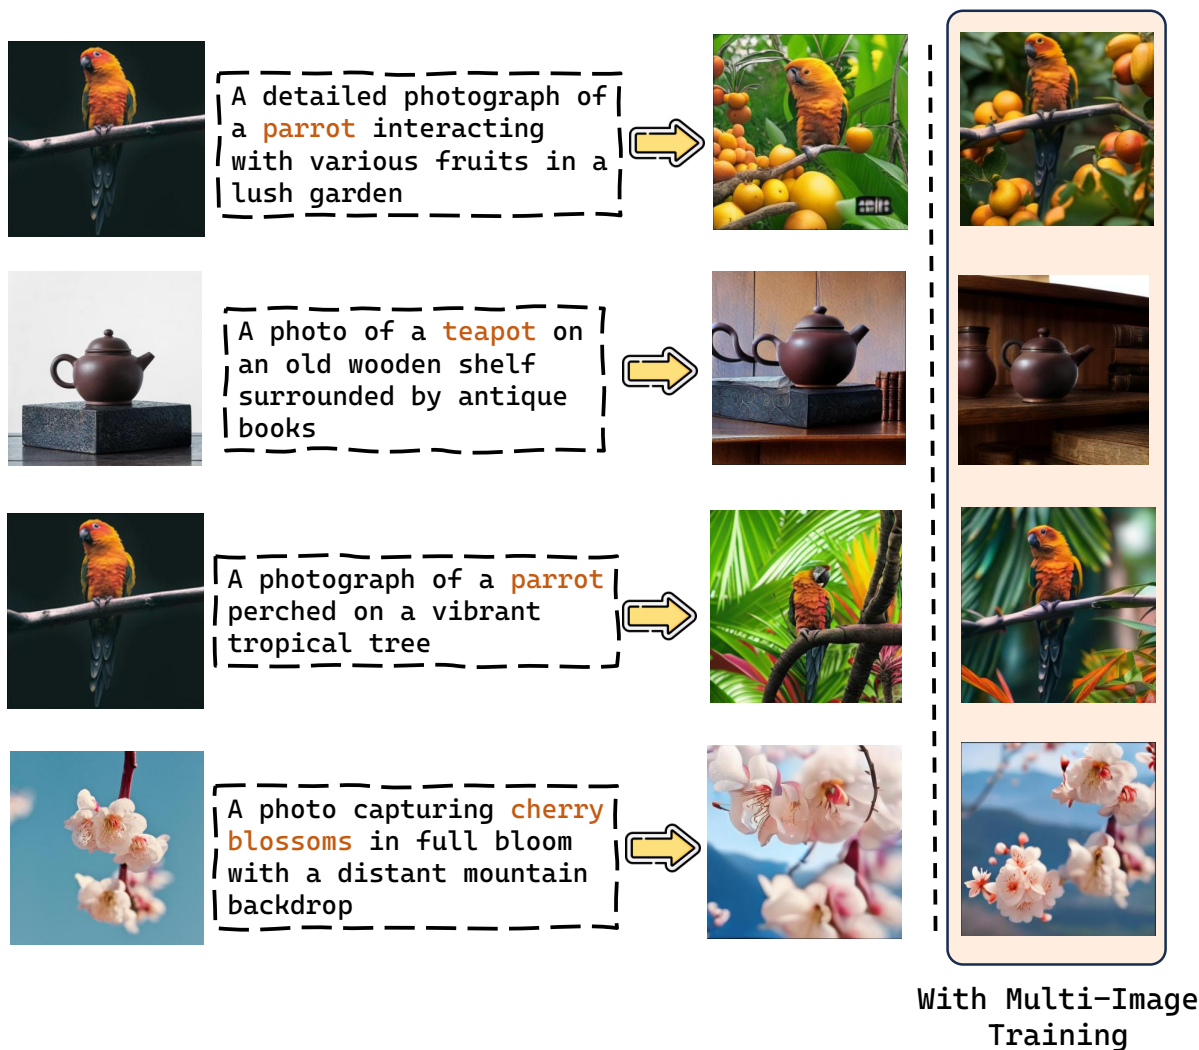 A detailed photograph of
a parrot interacting
with various fruits in a
lush garden
A photo of a teapot on
an old wooden shelf
surrounded by antique
books
A photograph of a parrot
perched on a vibrant
tropical tree
A photo capturing cherry
blossoms in full bloom
with a distant mountain
backdrop
With Multi-Image
Training